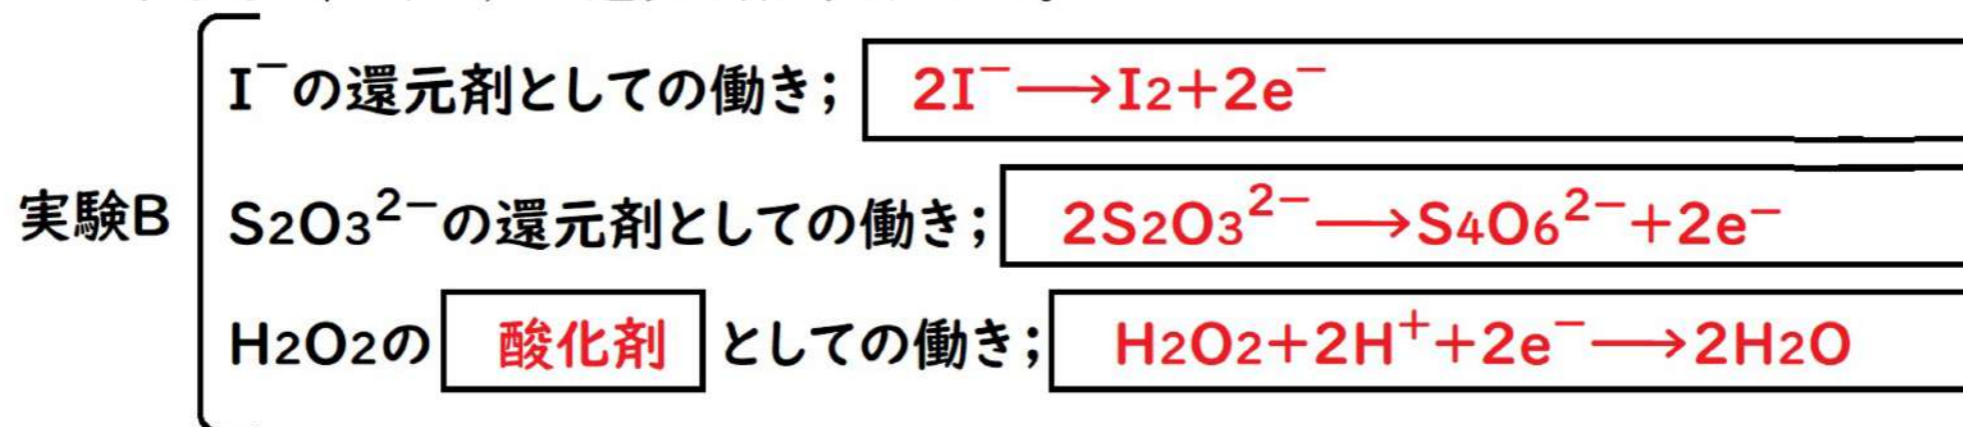 I⁻の還元剤としての働き; 2I⁻⟶I2+2e⁻
実験B
S2O3²⁻の還元剤としての働き; 2S2O3²⁻⟶S4O6²⁻+2e⁻
H2O2の 酸化剤 としての働き; H2O2+2H⁺+2e⁻⟶2H2O